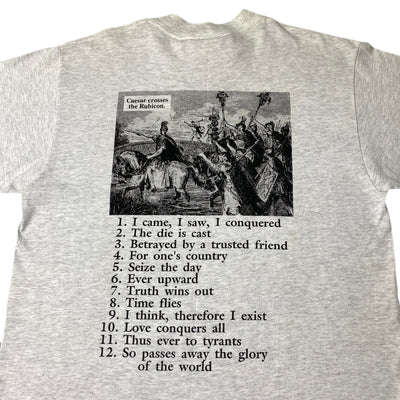 Caesar crosses
the Rubicon.
1. I came, I saw, I conquered
2. The die is cast
3. Betrayed by a trusted friend
4. For one's country
5. Seize the day
6. Ever upward
7. Truth wins out
8. Time flies
9. I think, therefore I exist
10. Love conquers all
11. Thus ever to tyrants
12. So passes away the glory
of the world